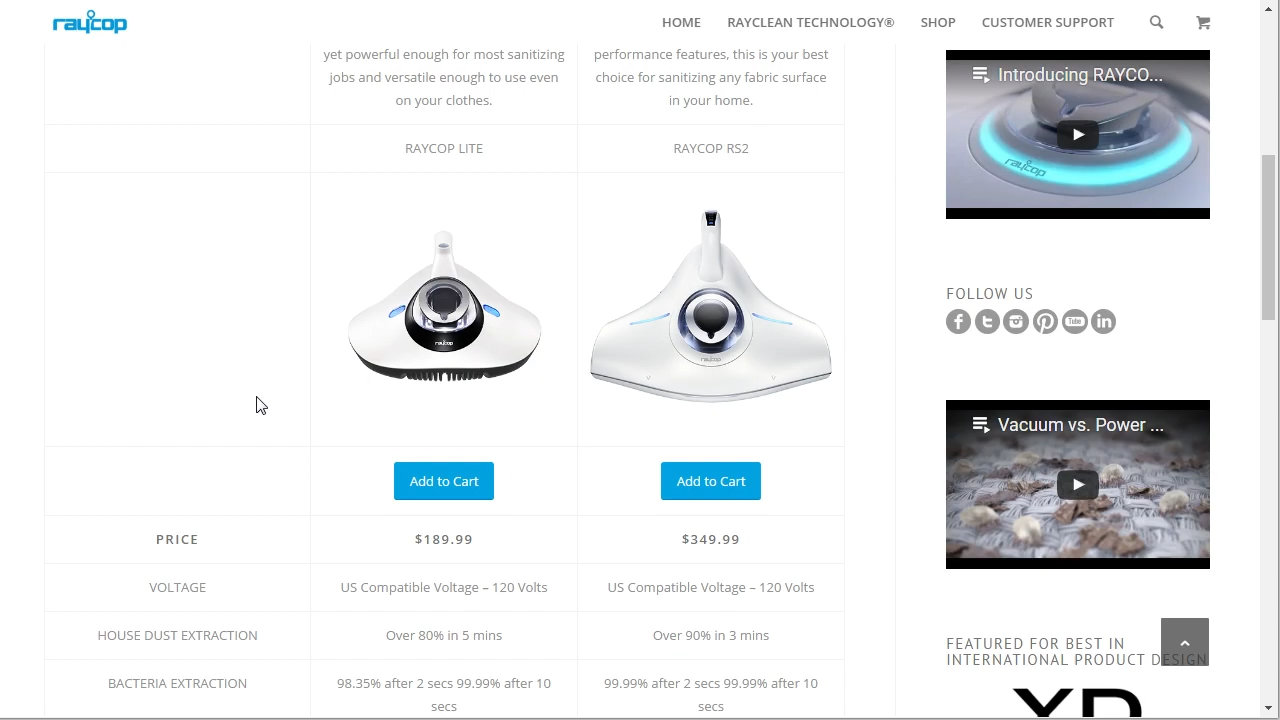 raycop
HOME RAYCLEAN TECHNOLOGY® SHOP CUSTOMER SUPPORT
yet powerful enough for most sanitizing
jobs and versatile enough to use even
on your clothes.
performance features, this is your best
choice for sanitizing any fabric surface
in your home.
RAYCOP LITE RAYCOP RS2
raycop
raycop
Add to Cart Add to Cart
PRICE $189.99 $349.99
VOLTAGE US Compatible Voltage – 120 Volts US Compatible Voltage – 120 Volts
HOUSE DUST EXTRACTION Over 80% in 5 mins Over 90% in 3 mins
BACTERIA EXTRACTION 98.35% after 2 secs 99.99% after 10
secs
99.99% after 2 secs 99.99% after 10
secs
Introducing RAYCO...
raycop
FOLLOW US
You Tube
Vacuum vs. Power ...
FEATURED FOR BEST IN
INTERNATIONAL PRODUCT DESIGN